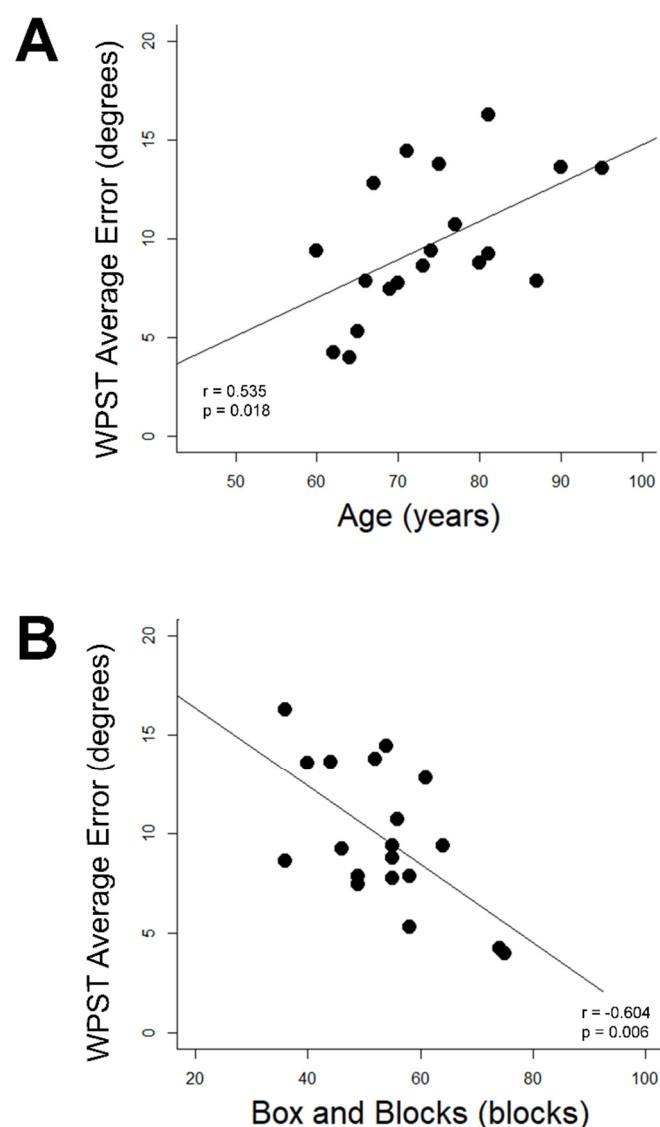 A
WPST Average Error (degrees)
20
15
10
5
0
r = 0.535
p = 0.018
50 60 70 80 90 100
Age (years)
B
WPST Average Error (degrees)
20
15
10
5
0
r = -0.604
p = 0.006
20 40 60 80 100
Box and Blocks (blocks)